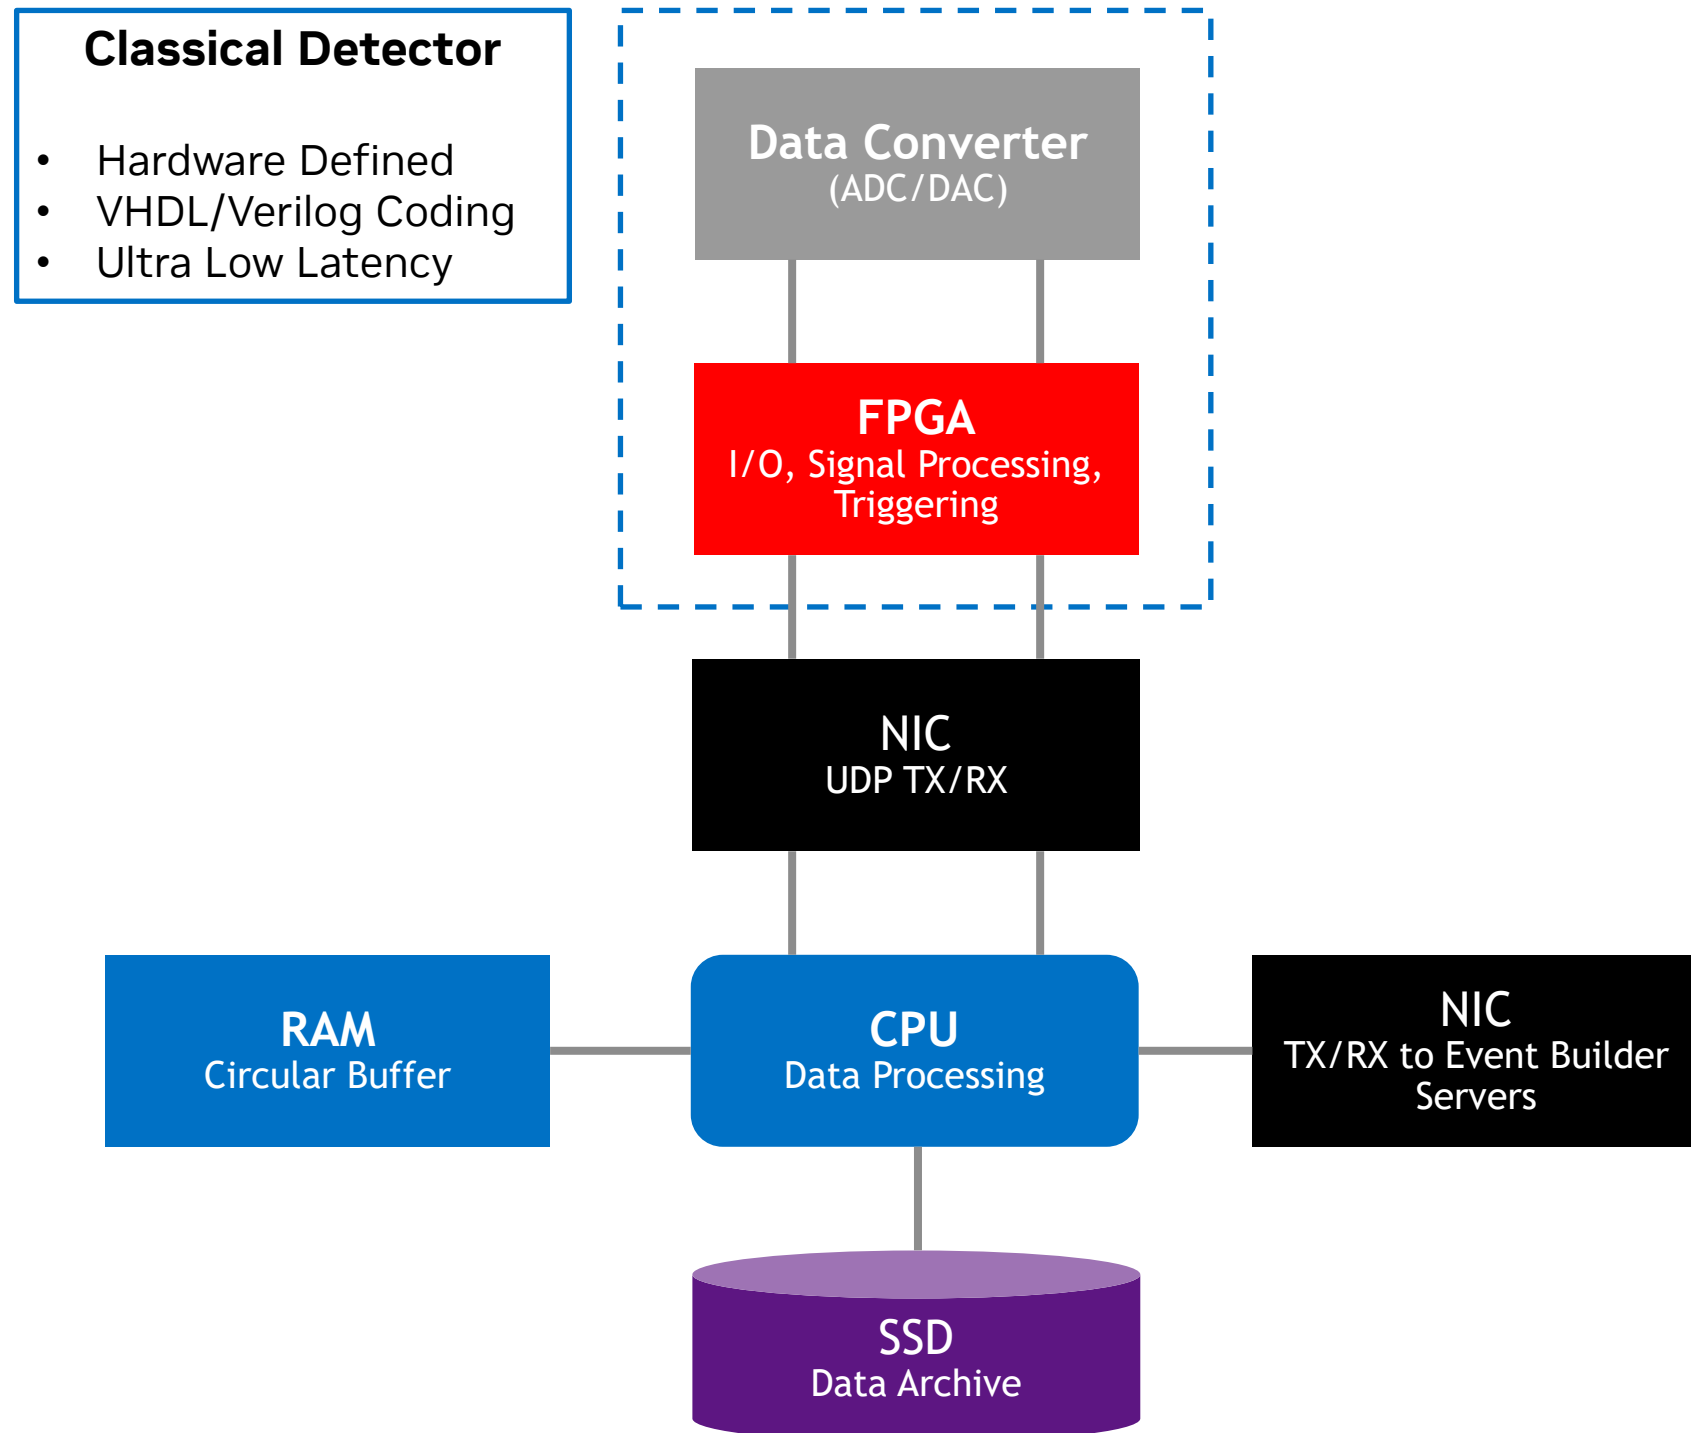 Classical Detector
• Hardware Defined
• VHDL/Verilog Coding
• Ultra Low Latency
Data Converter
(ADC/DAC)
FPGA
I/O, Signal Processing,
Triggering
NIC
UDP TX/RX
RAM
Circular Buffer
CPU
Data Processing
NIC
TX/RX to Event Builder
Servers
SSD
Data Archive